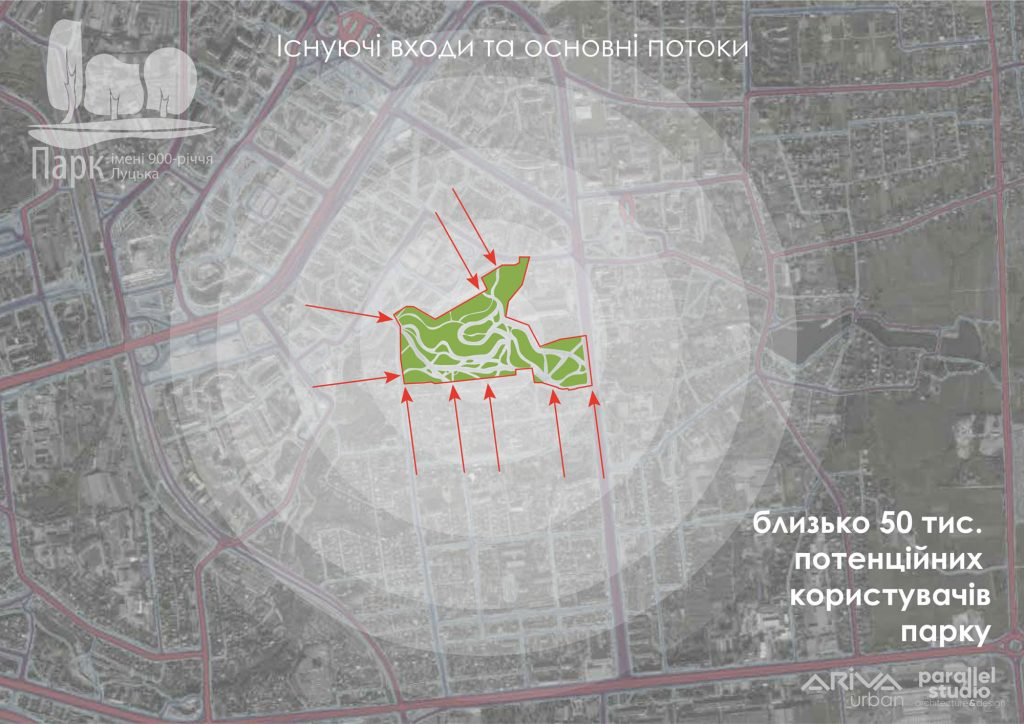 Існуючі входи та основні потоки
Парк імені 900-річчя
Луцька
близько 50 тис.
потенційних
користувачів
парку
ARIVA
urban
parallel
studio
architecture&design